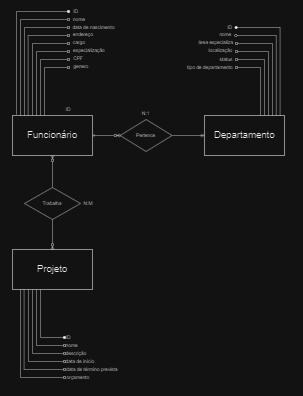 ID
nome
data de nascimento
endereço
cargo
especialização
CPF
genero
ID
nome
área especializa
localização
status
tipo de departamento
ID
N:1
Funcionário
Pertence
Departamento
Trabalha
N:M
Projeto
ID
nome
descrição
data de início
data de término prevista
orçamento